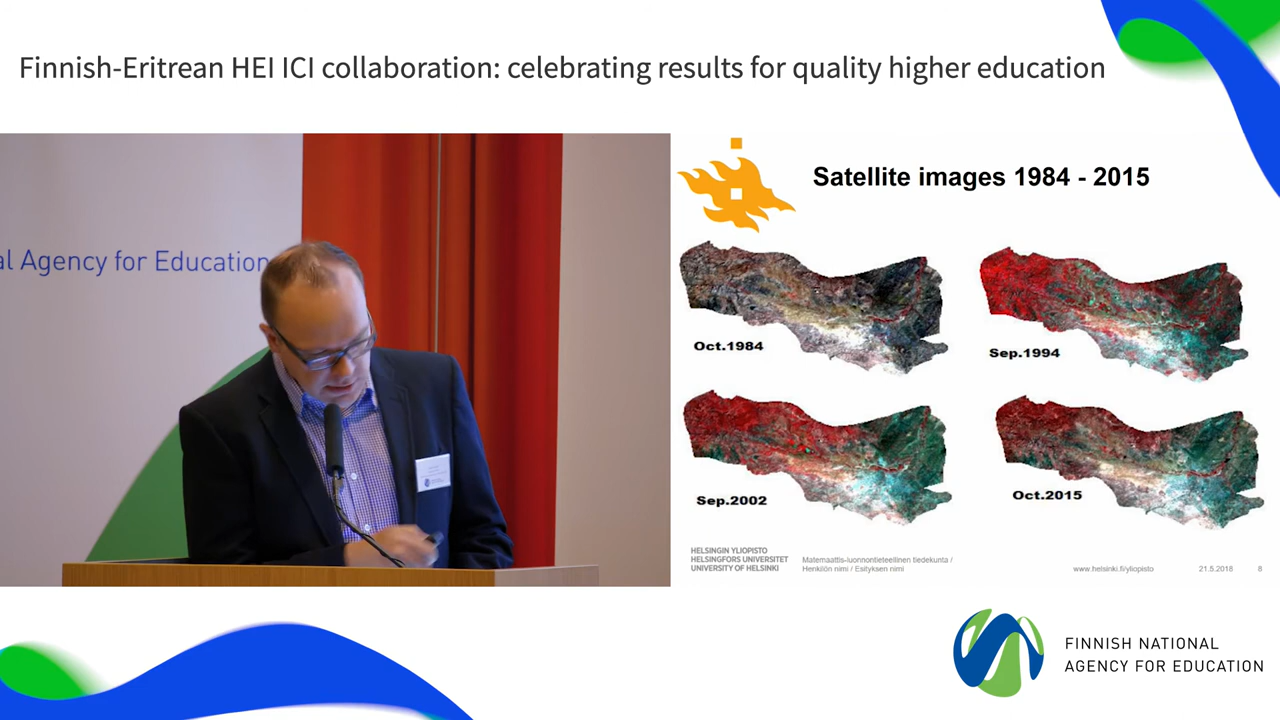 Finnish-Eritrean HEI ICI collaboration: celebrating results for quality higher education
al Agency for Education
Satellite images 1984 - 2015
Oct.1984
Sep.1994
Sep.2002
Oct.2015
HELSINGIN YLIOPISTO
HELSINGFORS UNIVERSITET
UNIVERSITY OF HELSINKI
Matemaattis-luonnontieteellinen tiedekunta /
Henkilön nimi / Esityksen nimi
www.helsinki.fi/yliopisto
21.5.2018
8
FINNISH NATIONAL
AGENCY FOR EDUCATION